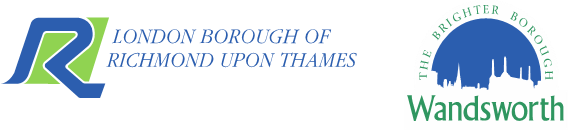 R
LONDON BOROUGH OF
RICHMOND UPON THAMES
THE BRIGHTER BOROUGH
Wandsworth